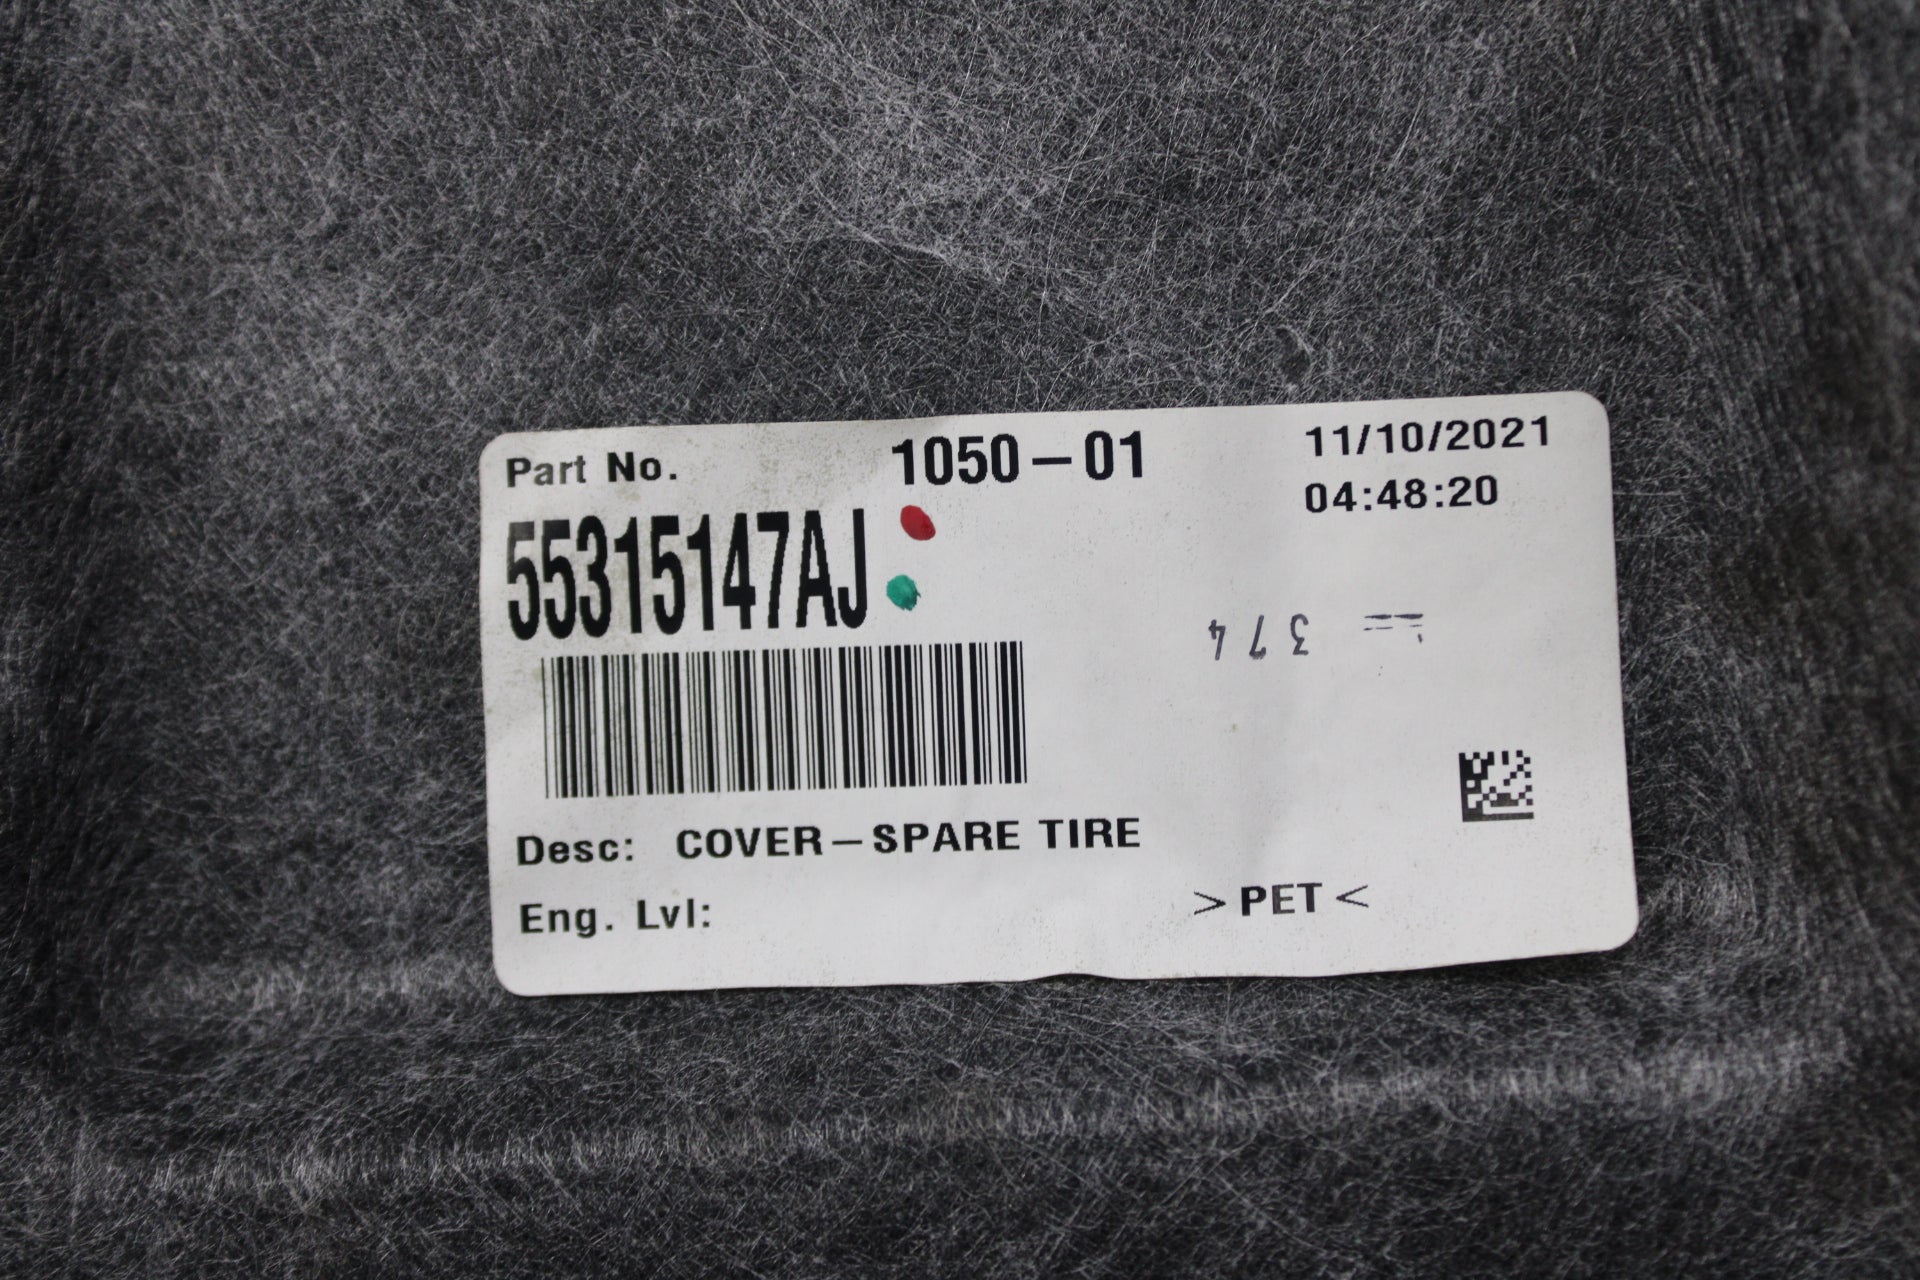 Part No. 1050-01 11/10/2021
04:48:20
55315147AJ
374
Desc: COVER-SPARE TIRE
Eng. Lvl: >PET<